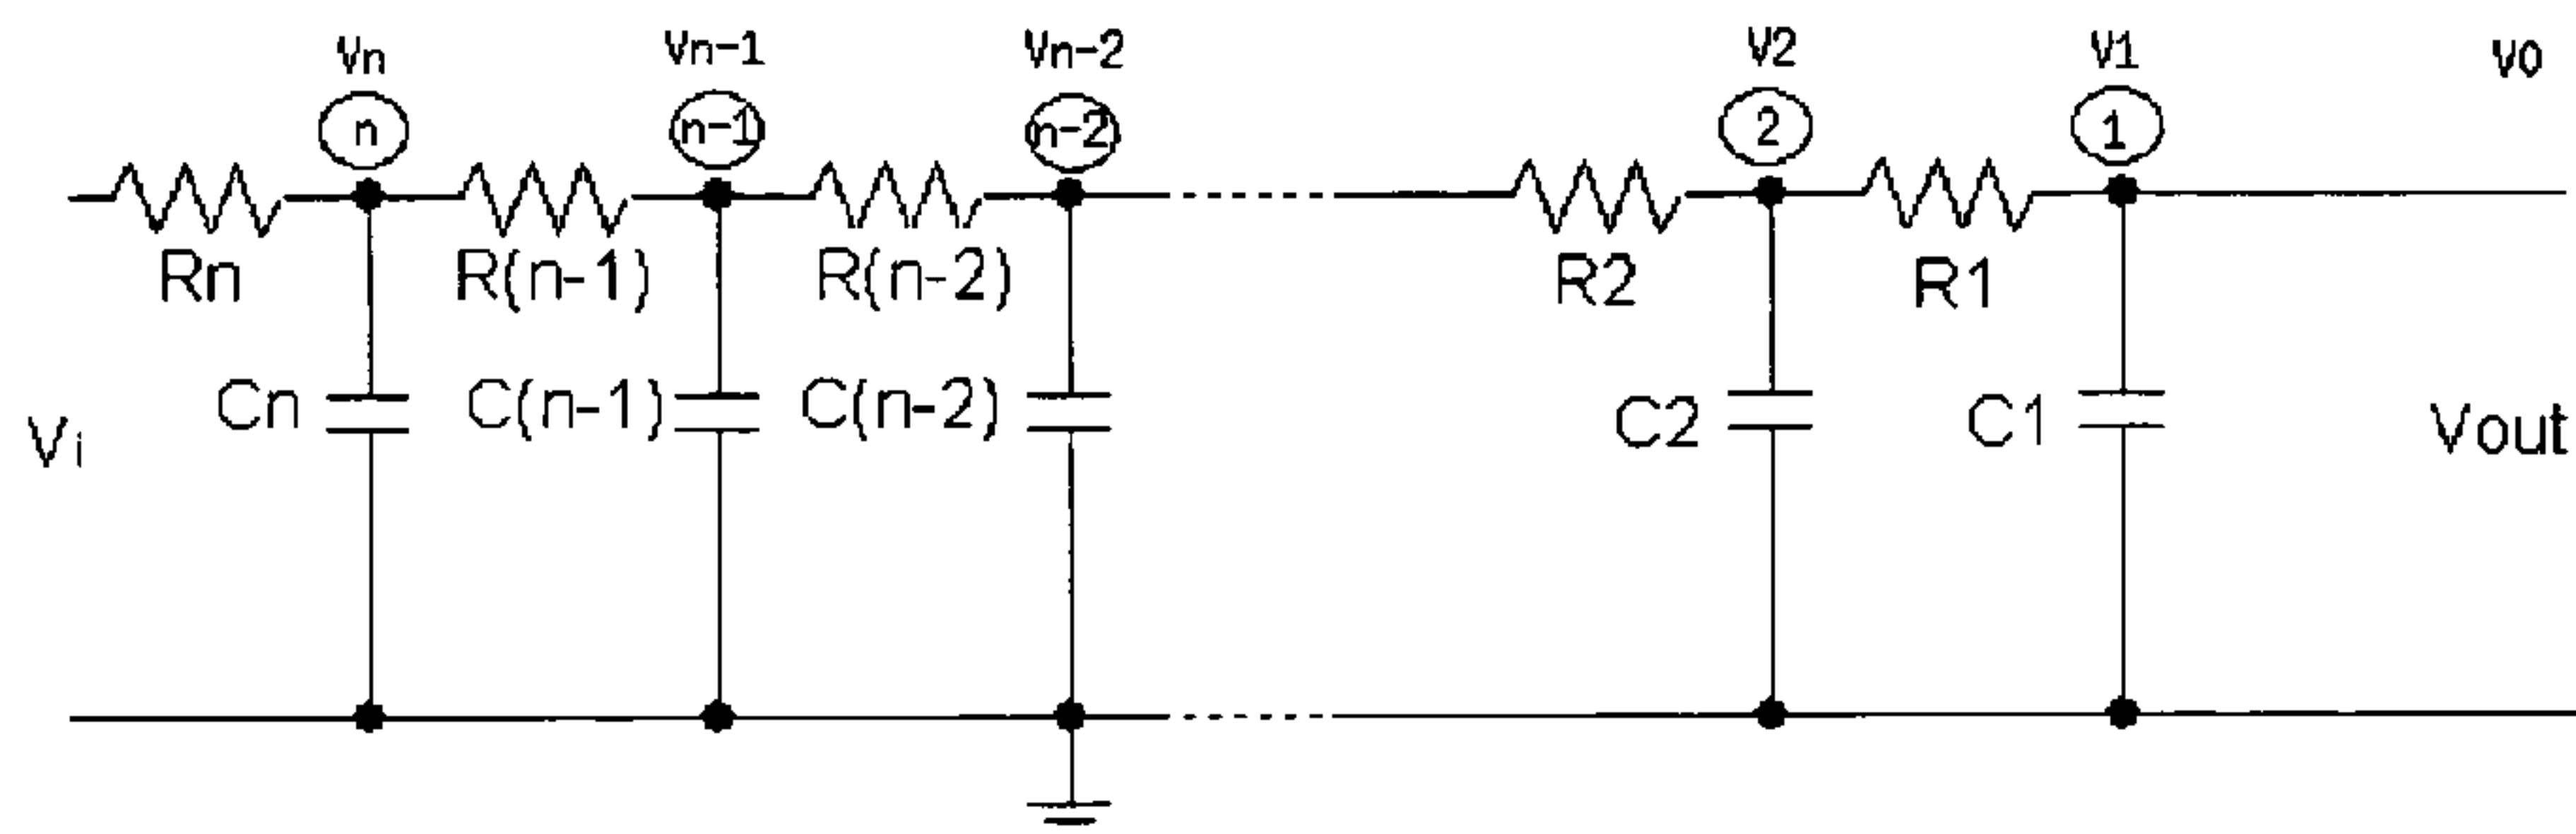 Vn
Vn-1
Vn-2
V2
V1
V0
n
n-1
n-2
2
1
Rn
R(n-1)
R(n-2)
R2
R1
Vi
Cn
C(n-1)
C(n-2)
C2
C1
Vout